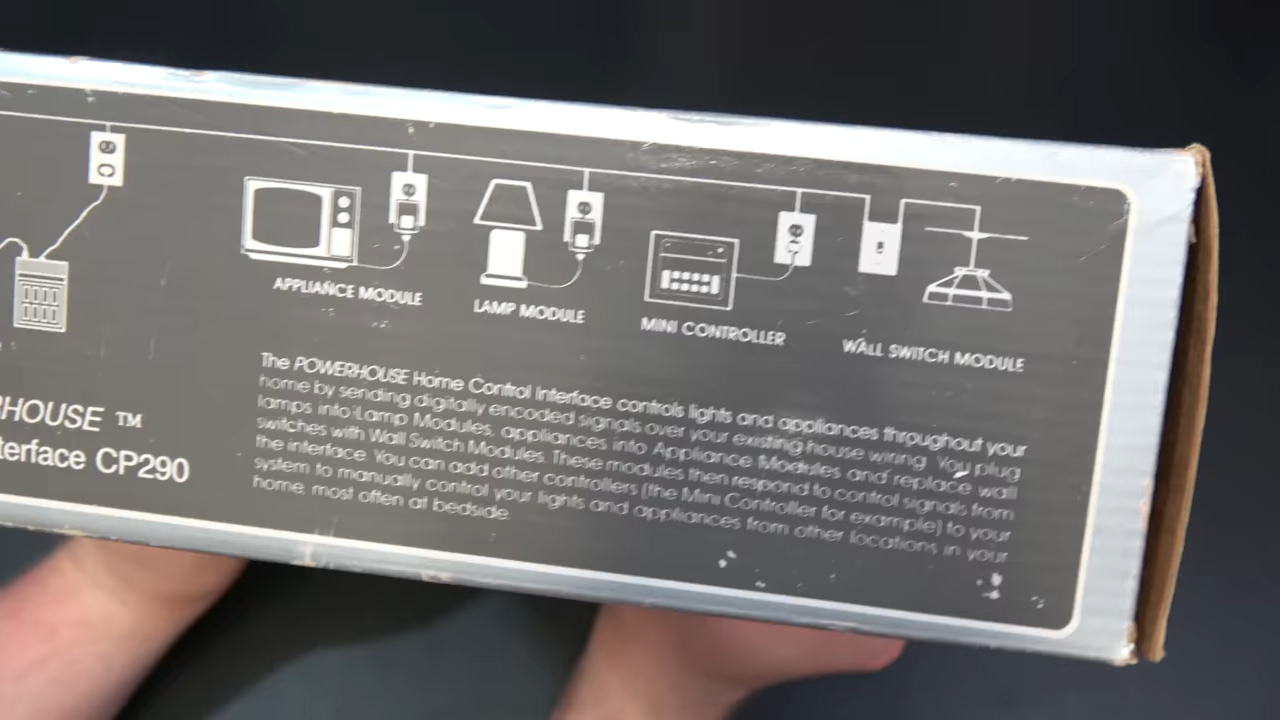 APPLIANCE MODULE
LAMP MODULE
MINI CONTROLLER
WALL SWITCH MODULE
RHOUSE ™
terface CP290
The POWERHOUSE Home Control Interface controls lights and appliances throughout your
home by sending digitally encoded signals over your existing house wiring. You plug
lamps into Lamp Modules, appliances into Appliance Modules and replace wall
switches with Wall Switch Modules. These modules then respond to control signals from
the interface. You can add other controllers (the Mini Controller for example) to your
system to manually control your lights and appliances from other locations in your
home, most often at bedside.